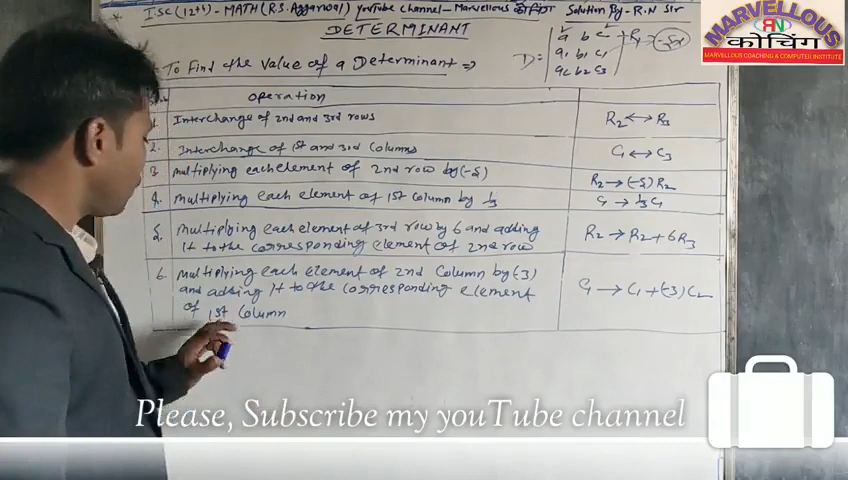 I.SC (12th) - MATH (R.S. Aggarwal) YouTube channel - Marvellous कोचिंग Solution By - R.N Sir
DETERMINANT
To Find the value of a Determinant ⇒
D = | a b c
a₁ b₁ c₁
operation
1. Interchange of 2nd and 3rd rows R₂ ↔ R₃
2. Interchange of 1st and 3rd columns C₁ ↔ C₃
3. multiplying each element of 2nd row by (-5) R₂ → (-5) R₂
4. multiplying each element of 1st column by 1/3 C₁ → 1/3 C₁
5. multiplying each element of 3rd row by 6 and adding
It to the corresponding element of 2nd row R₂ → R₂ + 6R₃
6. multiplying each element of 2nd column by (-3)
and adding It to the corresponding element C₁ → C₁ + (-3) C₂
of 1st column
MARVELLOUS
RN
कोचिंग
MARVELLOUS COACHING & COMPUTER INSTITUTE
Please, Subscribe my youTube channel